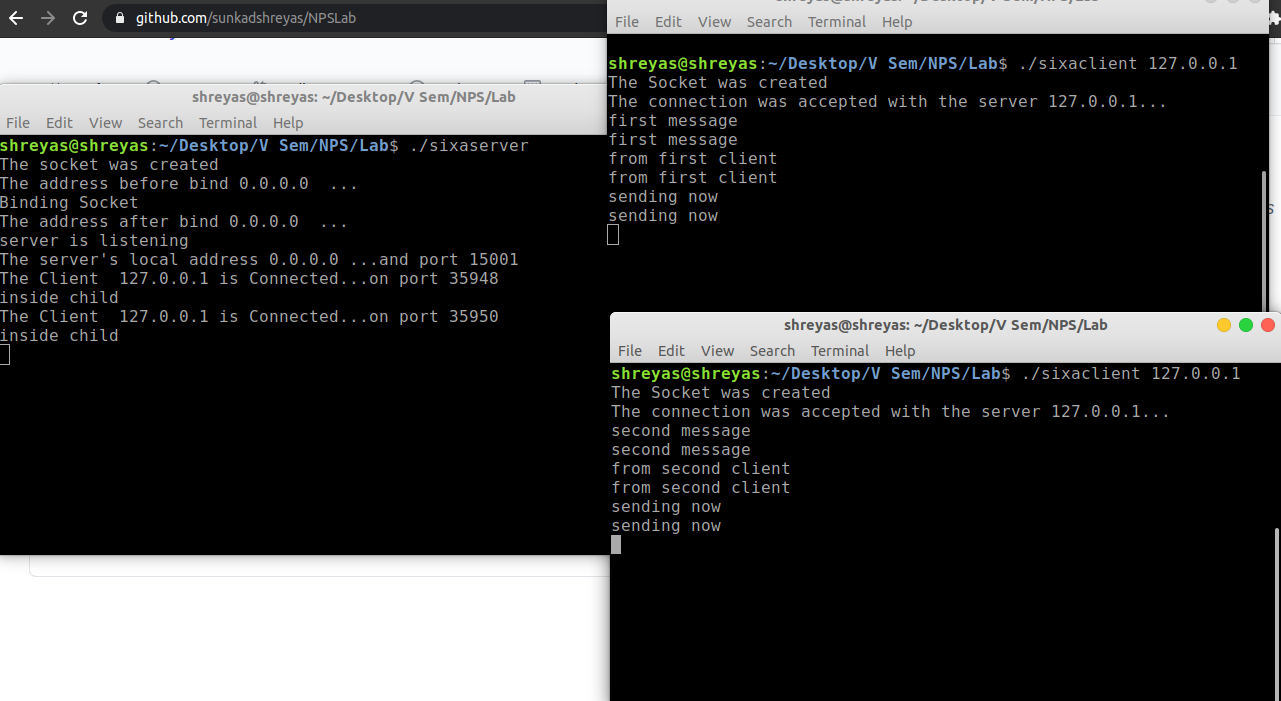 github.com/sunkadshreyas/NPSLab
File Edit View Search Terminal Help
shreyas@shreyas:~/Desktop/V Sem/NPS/Lab$ ./sixaclient 127.0.0.1
The Socket was created
The connection was accepted with the server 127.0.0.1...
first message
first message
from first client
from first client
sending now
sending now
shreyas@shreyas: ~/Desktop/V Sem/NPS/Lab
File Edit View Search Terminal Help
shreyas@shreyas:~/Desktop/V Sem/NPS/Lab$ ./sixaserver
The socket was created
The address before bind 0.0.0.0  ...
Binding Socket
The address after bind 0.0.0.0  ...
server is listening
The server's local address 0.0.0.0 ...and port 15001
The Client  127.0.0.1 is Connected...on port 35948
inside child
The Client  127.0.0.1 is Connected...on port 35950
inside child
shreyas@shreyas: ~/Desktop/V Sem/NPS/Lab
File Edit View Search Terminal Help
shreyas@shreyas:~/Desktop/V Sem/NPS/Lab$ ./sixaclient 127.0.0.1
The Socket was created
The connection was accepted with the server 127.0.0.1...
second message
second message
from second client
from second client
sending now
sending now